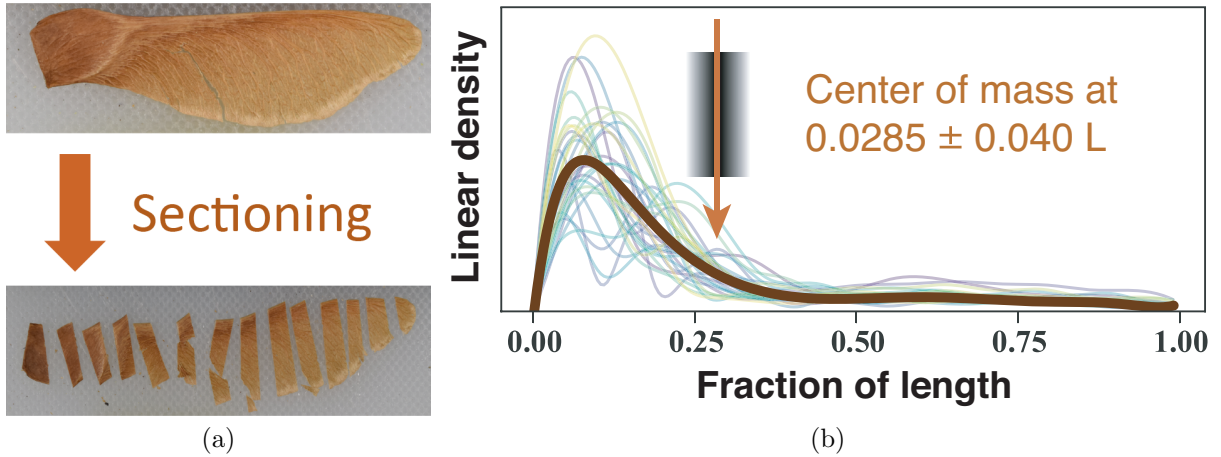 Sectioning
(a)
Linear density
Center of mass at
0.0285 ± 0.040 L
0.00 0.25 0.50 0.75 1.00
Fraction of length
(b)